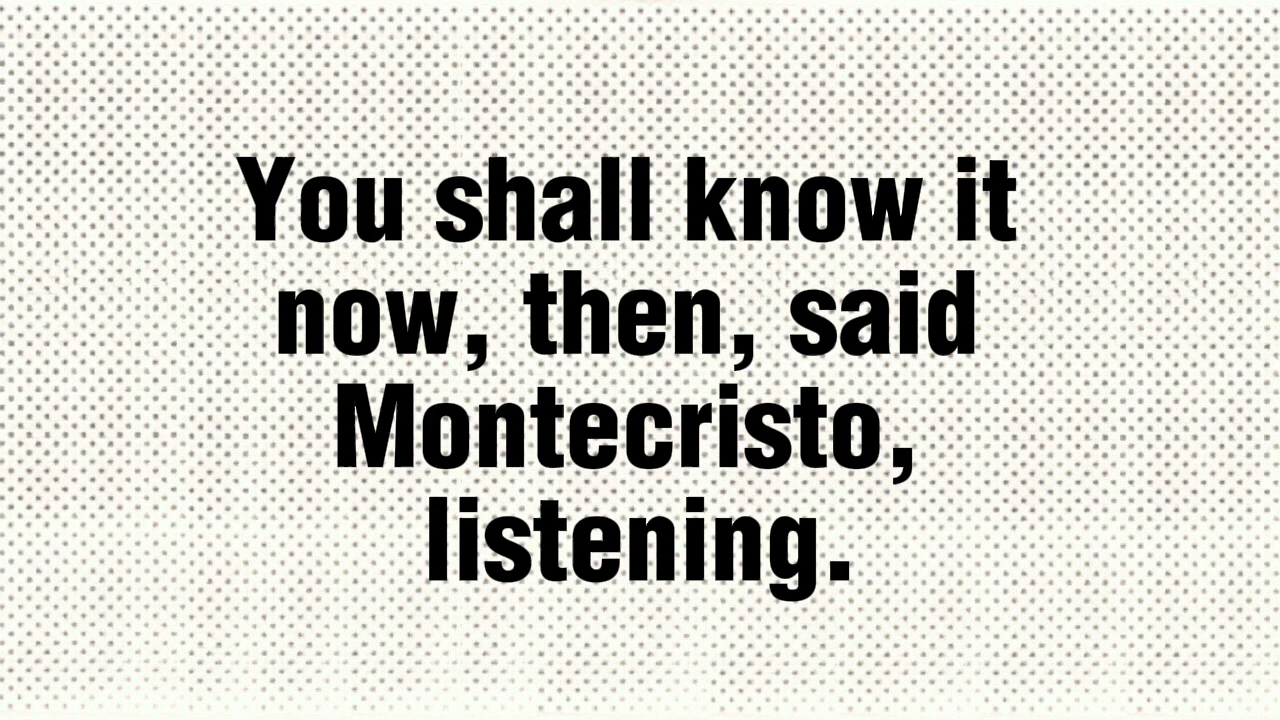 You shall know it
now, then, said
Montecristo,
listening.